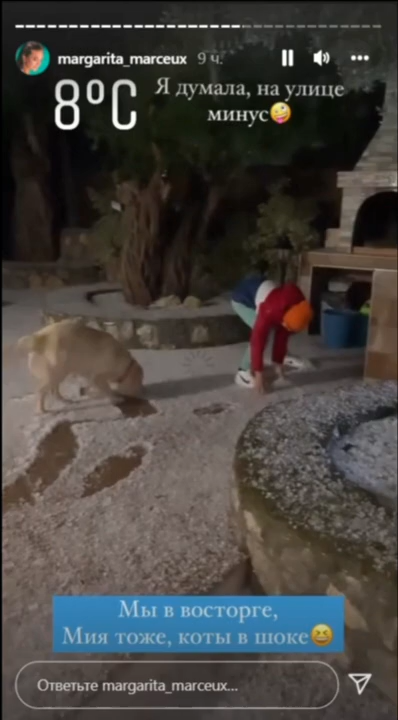 margarita_marceux 9 ч.
8°C
Я думала, на улице
минус🤪
Мы в восторге,
Мия тоже, коты в шоке😆
Ответьте margarita_marceux...